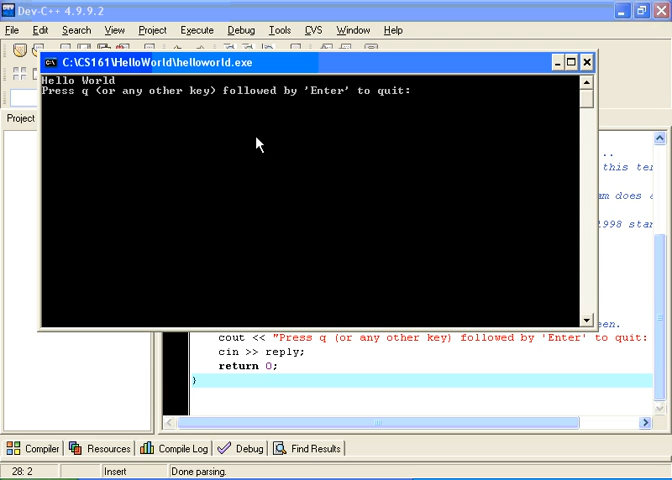 Dev-C++ 4.9.9.2
File Edit Search View Project Execute Debug Tools CVS Window Help
C:\CS161\HelloWorld\helloworld.exe
Hello World
Press q (or any other key) followed by 'Enter' to quit:
Project
..
this
am does
1998
een.
cout << "Press q (or any other key) followed by 'Enter' to quit:
cin >> reply;
return 0;
}
Compiler Resources Compile Log Debug Find Results
28: 2 Insert Done parsing.